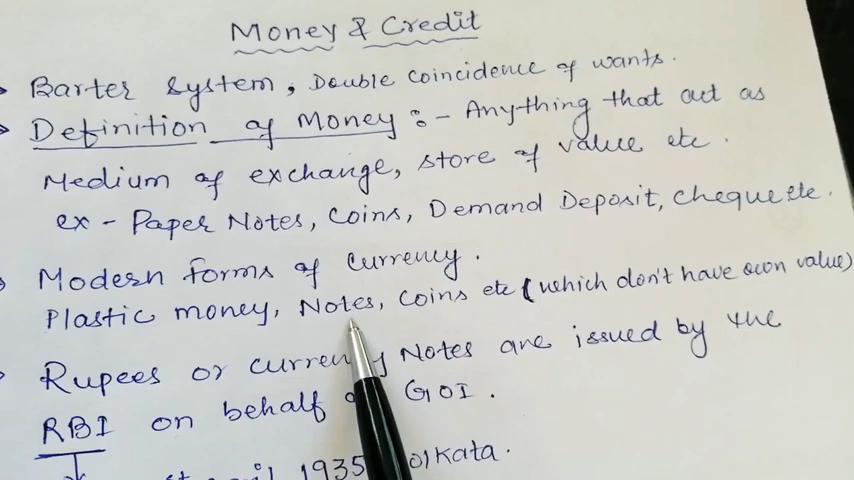 Money & Credit
Barter System, Double Coincidence of wants.
Definition of Money :- Anything that act as
Medium of exchange, store of value etc.
ex - Paper Notes, Coins, Demand Deposit, Cheque etc.
Modern forms of Currency.
Plastic money, Notes, Coins etc (which don't have own value)
Rupees or currency Notes are issued by the
RBI on behalf of GOI.
1935 Kolkata.